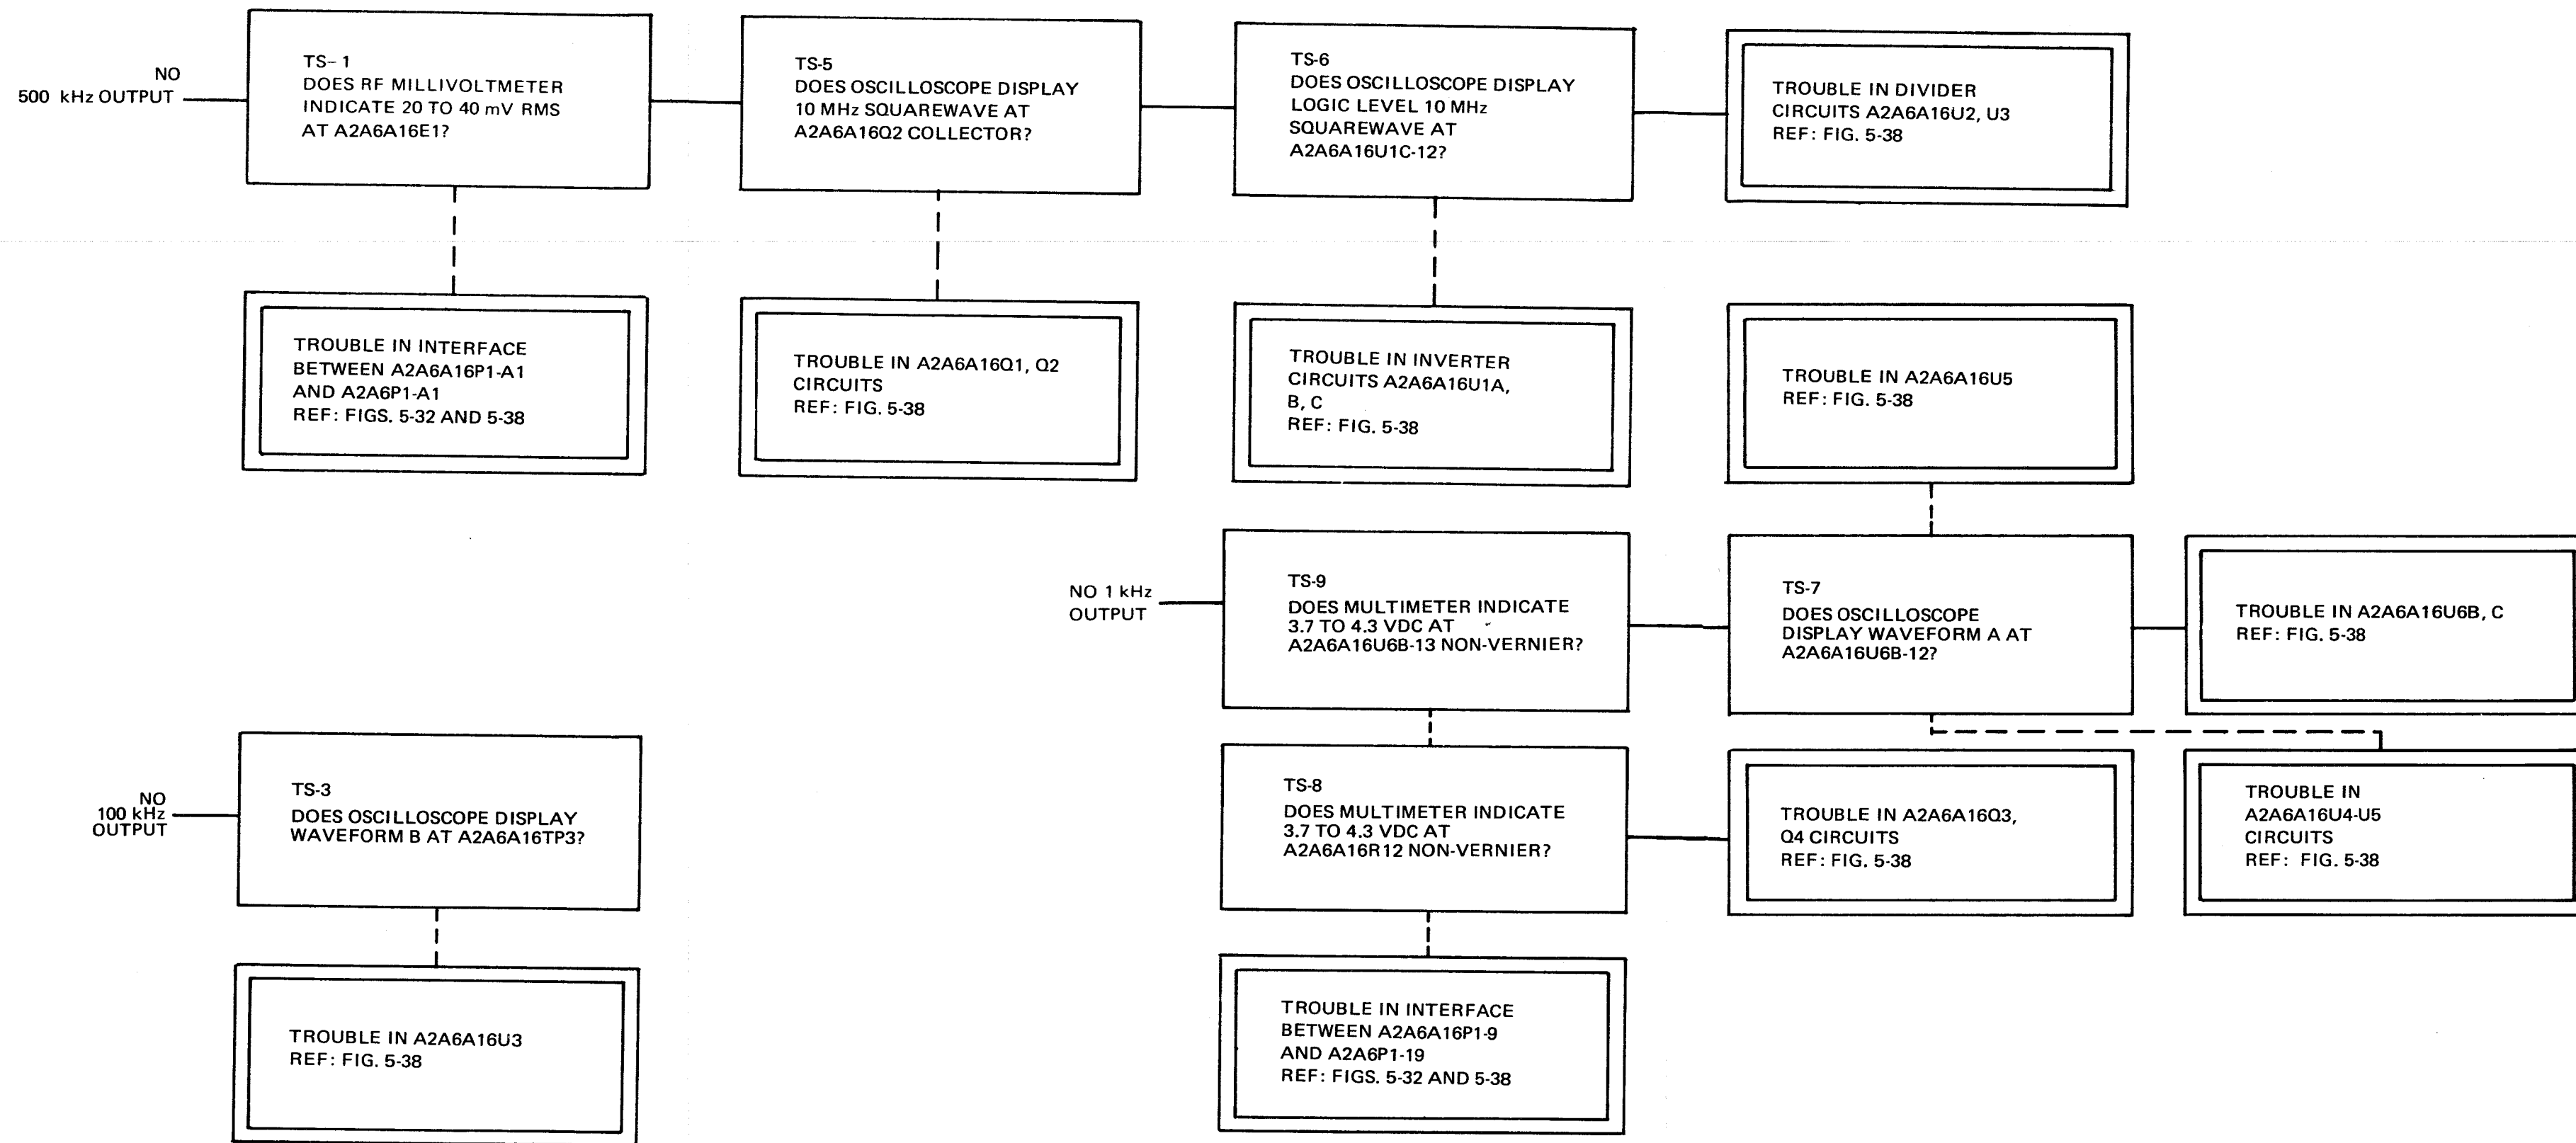 NO
500 kHz OUTPUT
TS-1
DOES RF MILLIVOLTMETER
INDICATE 20 TO 40 mV RMS
AT A2A6A16E1?
TS-5
DOES OSCILLOSCOPE DISPLAY
10 MHz SQUAREWAVE AT
A2A6A16Q2 COLLECTOR?
TS-6
DOES OSCILLOSCOPE DISPLAY
LOGIC LEVEL 10 MHz
SQUAREWAVE AT
A2A6A16U1C-12?
TROUBLE IN DIVIDER
CIRCUITS A2A6A16U2, U3
REF: FIG. 5-38
TROUBLE IN INTERFACE
BETWEEN A2A6A16P1-A1
AND A2A6P1-A1
REF: FIGS. 5-32 AND 5-38
TROUBLE IN A2A6A16Q1, Q2
CIRCUITS
REF: FIG. 5-38
TROUBLE IN INVERTER
CIRCUITS A2A6A16U1A,
B, C
REF: FIG. 5-38
TROUBLE IN A2A6A16U5
REF: FIG. 5-38
NO 1 kHz
OUTPUT
TS-9
DOES MULTIMETER INDICATE
3.7 TO 4.3 VDC AT
A2A6A16U6B-13 NON-VERNIER?
TS-7
DOES OSCILLOSCOPE
DISPLAY WAVEFORM A AT
A2A6A16U6B-12?
TROUBLE IN A2A6A16U6B, C
REF: FIG. 5-38
NO
100 kHz
OUTPUT
TS-3
DOES OSCILLOSCOPE DISPLAY
WAVEFORM B AT A2A6A16TP3?
TS-8
DOES MULTIMETER INDICATE
3.7 TO 4.3 VDC AT
A2A6A16R12 NON-VERNIER?
TROUBLE IN A2A6A16Q3,
Q4 CIRCUITS
REF: FIG. 5-38
TROUBLE IN
A2A6A16U4-U5
CIRCUITS
REF: FIG. 5-38
TROUBLE IN A2A6A16U3
REF: FIG. 5-38
TROUBLE IN INTERFACE
BETWEEN A2A6A16P1-9
AND A2A6P1-19
REF: FIGS. 5-32 AND 5-38